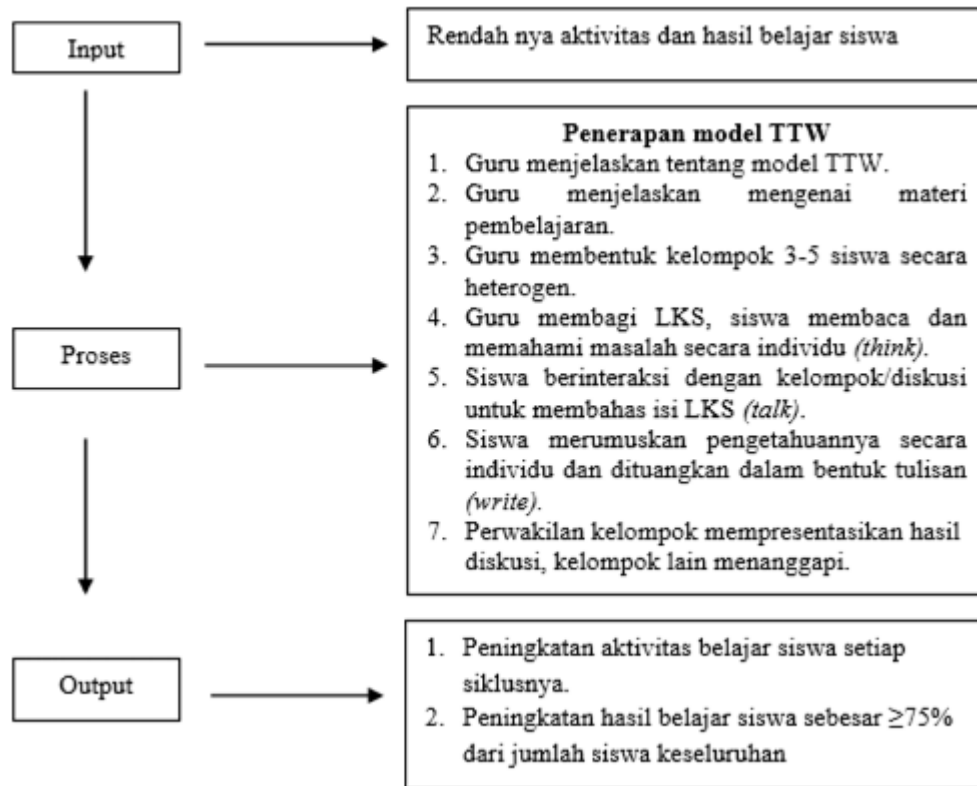 Input
Rendah nya aktivitas dan hasil belajar siswa
Penerapan model TTW
1. Guru menjelaskan tentang model TTW.
2. Guru menjelaskan mengenai materi
pembelajaran.
3. Guru membentuk kelompok 3-5 siswa secara
heterogen.
4. Guru membagi LKS, siswa membaca dan
memahami masalah secara individu (think).
5. Siswa berinteraksi dengan kelompok/diskusi
untuk membahas isi LKS (talk).
6. Siswa merumuskan pengetahuannya secara
individu dan dituangkan dalam bentuk tulisan
(write).
7. Perwakilan kelompok mempresentasikan hasil
diskusi, kelompok lain menanggapi.
Proses
Output
1. Peningkatan aktivitas belajar siswa setiap
siklusnya.
2. Peningkatan hasil belajar siswa sebesar ≥75%
dari jumlah siswa keseluruhan